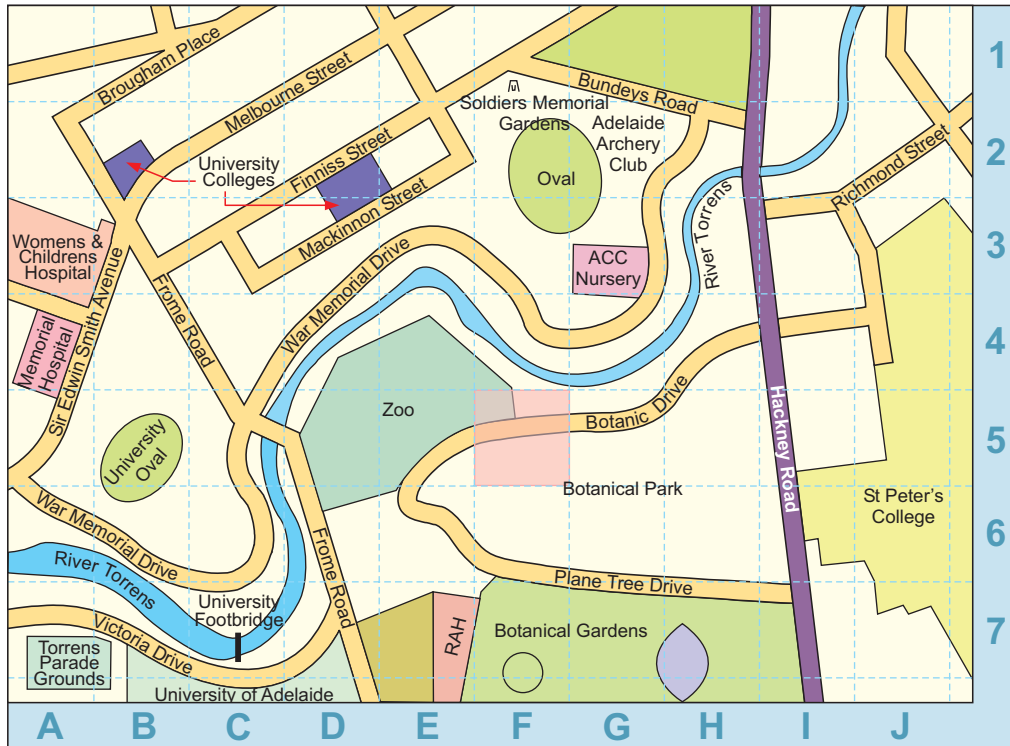 Brougham Place
Melbourne Street
Bundeys Road
Soldiers Memorial
Gardens
Adelaide
Archery
Club
1
University
Colleges
Finniss Street
Oval
2
Richmond Street
Mackinnon Street
Womens &
Childrens
Hospital
War Memorial Drive
ACC
Nursery
River Torrens
3
Frome Road
Memorial
Hospital
Sir Edwin Smith Avenue
4
Zoo
Botanic Drive
Hackney Road
University
Oval
5
Botanical Park
St Peter's
College
War Memorial Drive
Frome Road
6
River Torrens
Plane Tree Drive
University
Footbridge
Victoria Drive
RAH
Botanical Gardens
7
Torrens
Parade
Grounds
University of Adelaide
A B C D E F G H I J